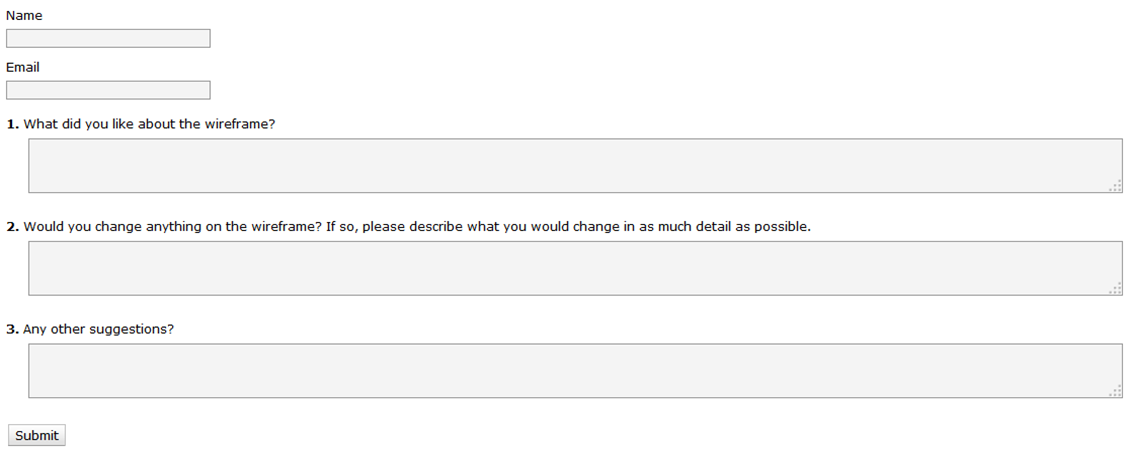 Name
Email
1. What did you like about the wireframe?
2. Would you change anything on the wireframe? If so, please describe what you would change in as much detail as possible.
3. Any other suggestions?
Submit